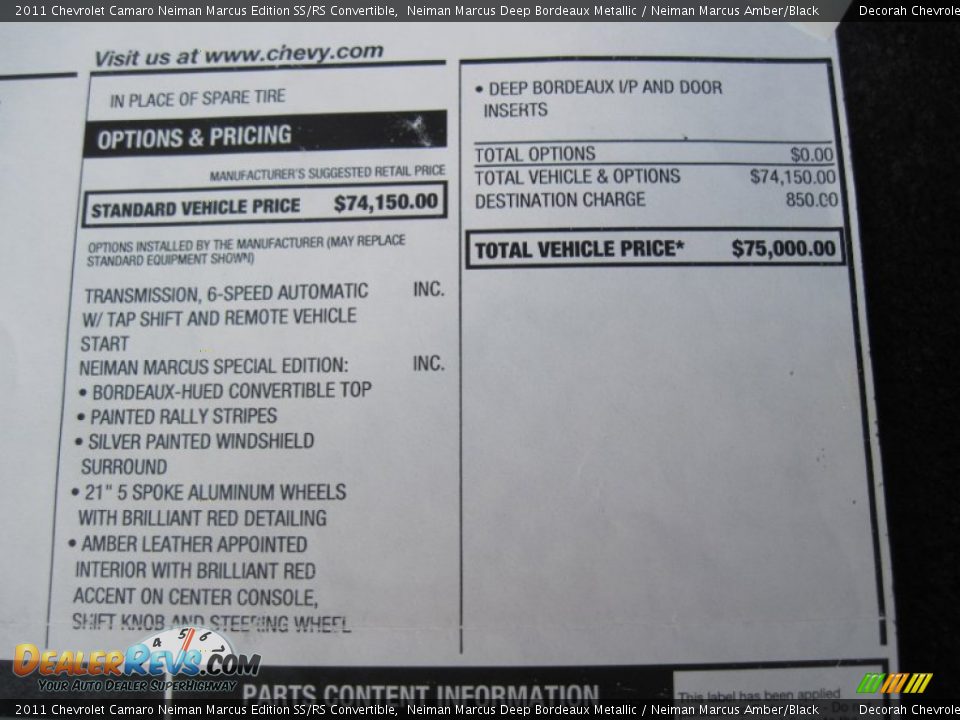 2011 Chevrolet Camaro Neiman Marcus Edition SS/RS Convertible,  Neiman Marcus Deep Bordeaux Metallic / Neiman Marcus Amber/Black
Decorah Chevrole
Visit us at www.chevy.com
IN PLACE OF SPARE TIRE
OPTIONS & PRICING
MANUFACTURER'S SUGGESTED RETAIL PRICE
STANDARD VEHICLE PRICE $74,150.00
OPTIONS INSTALLED BY THE MANUFACTURER (MAY REPLACE
STANDARD EQUIPMENT SHOWN)
TRANSMISSION, 6-SPEED AUTOMATIC INC.
W/ TAP SHIFT AND REMOTE VEHICLE
START
NEIMAN MARCUS SPECIAL EDITION: INC.
• BORDEAUX-HUED CONVERTIBLE TOP
• PAINTED RALLY STRIPES
• SILVER PAINTED WINDSHIELD
SURROUND
• 21" 5 SPOKE ALUMINUM WHEELS
WITH BRILLIANT RED DETAILING
• AMBER LEATHER APPOINTED
INTERIOR WITH BRILLIANT RED
ACCENT ON CENTER CONSOLE,
SHIFT KNOB AND STEERING WHEEL
• DEEP BORDEAUX I/P AND DOOR
INSERTS
TOTAL OPTIONS $0.00
TOTAL VEHICLE & OPTIONS $74,150.00
DESTINATION CHARGE 850.00
TOTAL VEHICLE PRICE* $75,000.00
PARTS CONTENT INFORMATION
This label has been applied
4 5 6 7
DEALERREVS.COM
YOUR AUTO DEALER SUPERHIGHWAY
2011 Chevrolet Camaro Neiman Marcus Edition SS/RS Convertible,  Neiman Marcus Deep Bordeaux Metallic / Neiman Marcus Amber/Black
Decorah Chevrole